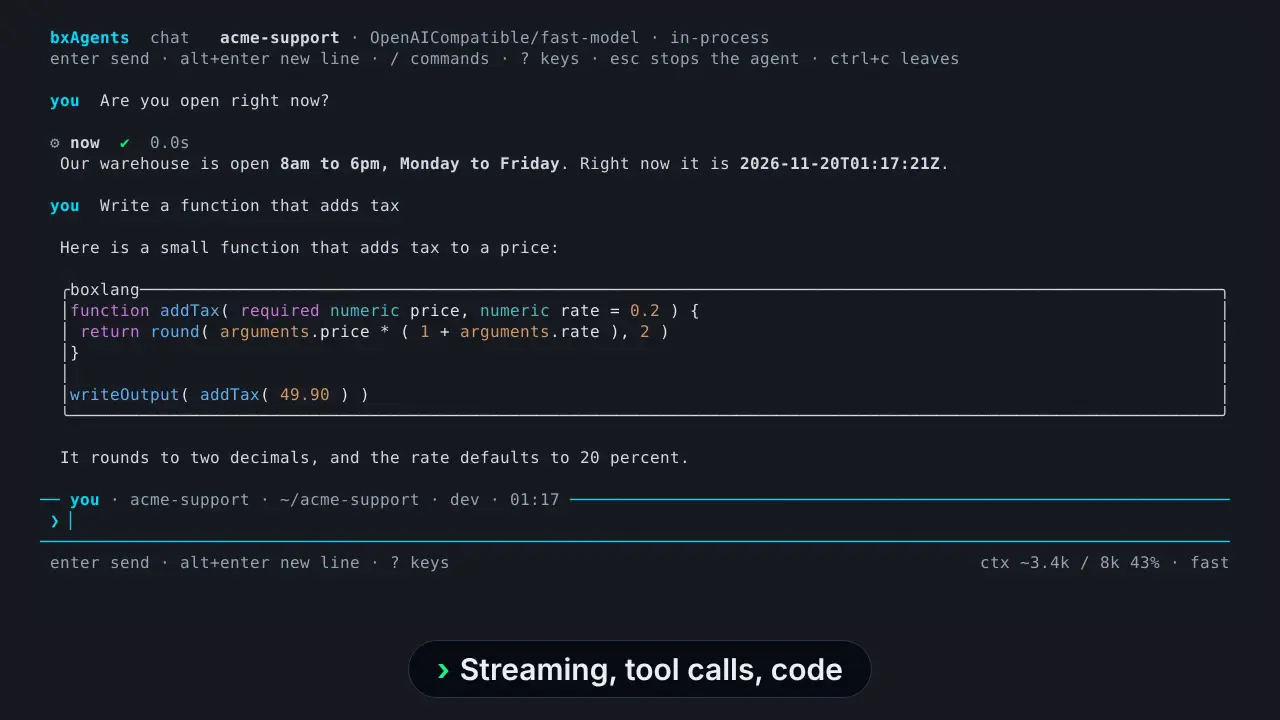 bxAgents chat acme-support · OpenAICompatible/fast-model · in-process
enter send · alt+enter new line · / commands · ? keys · esc stops the agent · ctrl+c leaves
you Are you open right now?
⚙ now ✔ 0.0s
Our warehouse is open 8am to 6pm, Monday to Friday. Right now it is 2026-11-20T01:17:21Z.
you Write a function that adds tax
Here is a small function that adds tax to a price:
boxlang
function addTax( required numeric price, numeric rate = 0.2 ) {
return round( arguments.price * ( 1 + arguments.rate ), 2 )
}
writeOutput( addTax( 49.90 ) )
It rounds to two decimals, and the rate defaults to 20 percent.
you · acme-support · ~/acme-support · dev · 01:17
❯
enter send · alt+enter new line · ? keys ctx ~3.4k / 8k 43% · fast
› Streaming, tool calls, code